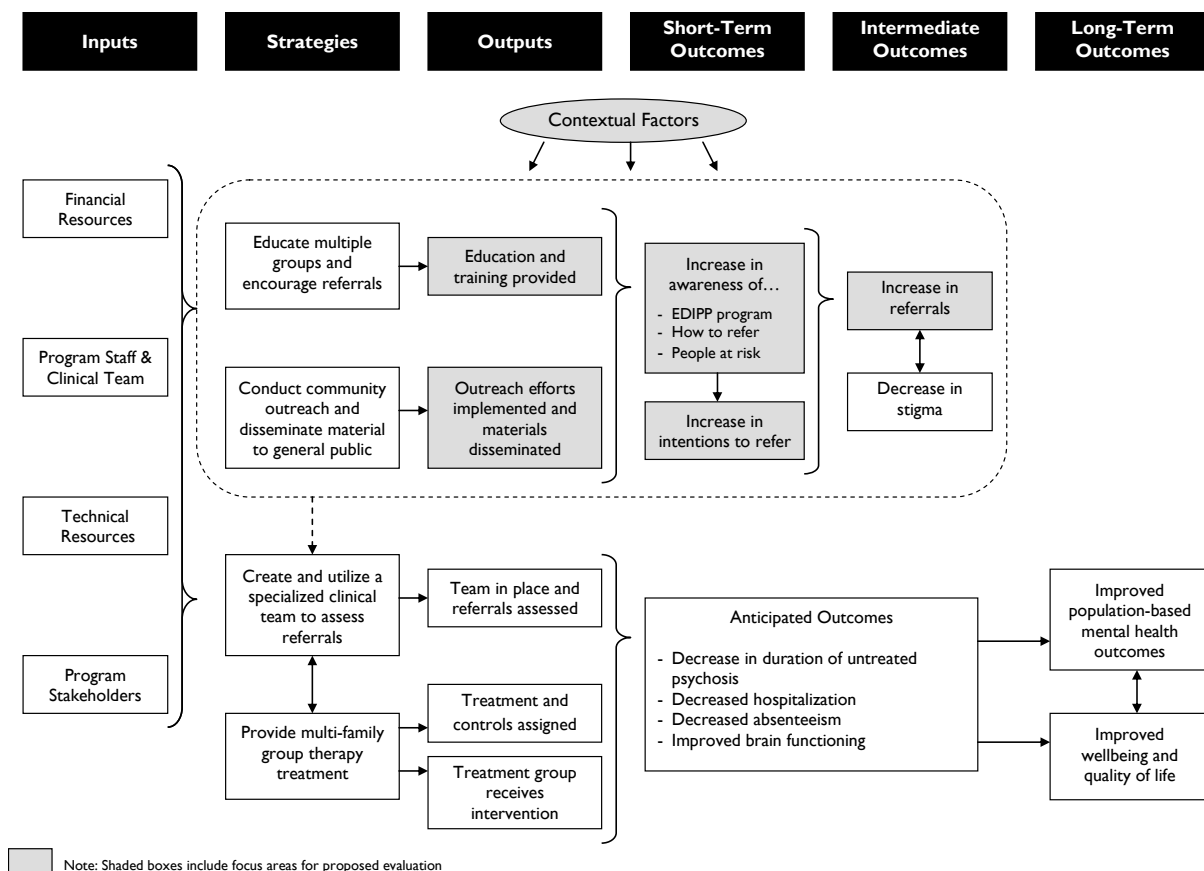 Inputs
Strategies
Outputs
Short-Term
Outcomes
Intermediate
Outcomes
Long-Term
Outcomes
Contextual Factors
Financial
Resources
Program Staff &
Clinical Team
Technical
Resources
Program
Stakeholders
Educate multiple
groups and
encourage referrals
Education and
training provided
Increase in
awareness of…
- EDIPP program
- How to refer
- People at risk
Increase in
referrals
Conduct community
outreach and
disseminate material
to general public
Outreach efforts
implemented and
materials
disseminated
Increase in
intentions to refer
Decrease in
stigma
Create and utilize a
specialized clinical
team to assess
referrals
Team in place and
referrals assessed
Provide multi-family
group therapy
treatment
Treatment and
controls assigned
Treatment group
receives
intervention
Anticipated Outcomes
- Decrease in duration of untreated
psychosis
- Decreased hospitalization
- Decreased absenteeism
- Improved brain functioning
Improved
population-based
mental health
outcomes
Improved
wellbeing and
quality of life
Note: Shaded boxes include focus areas for proposed evaluation